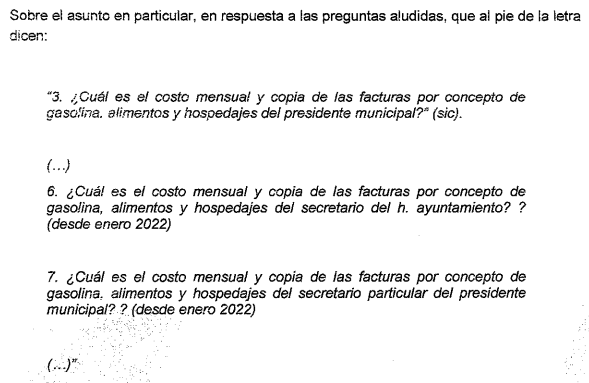 Sobre el asunto en particular, en respuesta a las preguntas aludidas, que al pie de la letra
dicen:
"3. ¿Cuál es el costo mensual y copia de las facturas por concepto de
gasolina, alimentos y hospedajes del presidente municipal?" (sic).
(...)
6. ¿Cuál es el costo mensual y copia de las facturas por concepto de
gasolina, alimentos y hospedajes del secretario del h. ayuntamiento? ?
(desde enero 2022)
7. ¿Cuál es el costo mensual y copia de las facturas por concepto de
gasolina, alimentos y hospedajes del secretario particular del presidente
municipal? ? (desde enero 2022)
(...)"